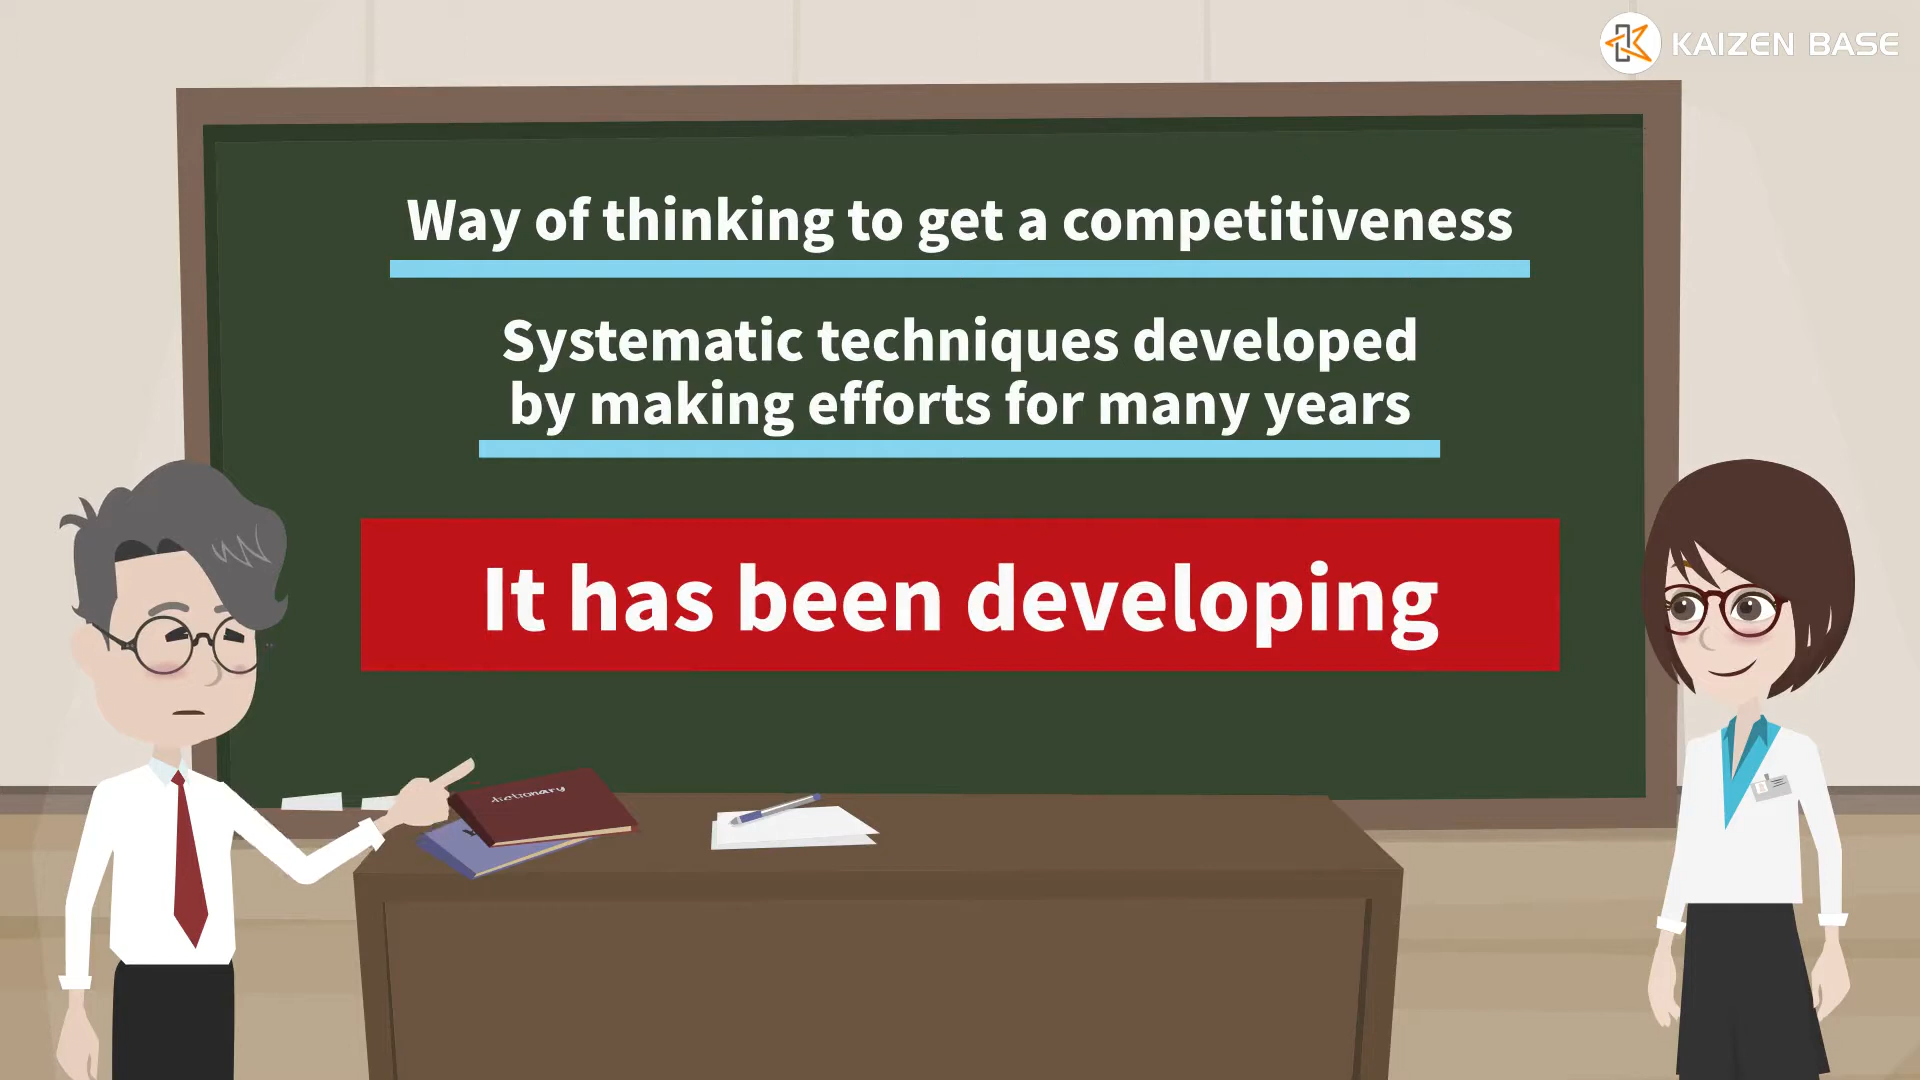 KAIZEN BASE
Way of thinking to get a competitiveness
Systematic techniques developed
by making efforts for many years
It has been developing
dictionary